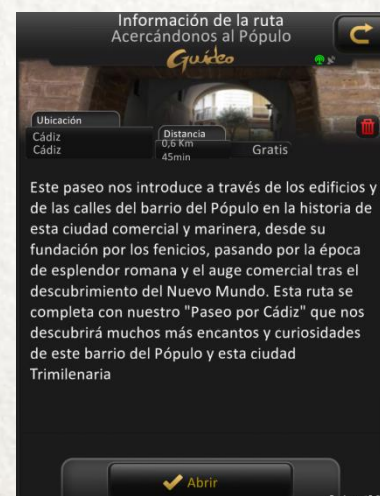 Información de la ruta
Acercándonos al Pópulo
Guideo
Ubicación
Cádiz
Cádiz
Distancia
0,6 Km
45min
Gratis
Este paseo nos introduce a través de los edificios y
de las calles del barrio del Pópulo en la historia de
esta ciudad comercial y marinera, desde su
fundación por los fenicios, pasando por la época
de esplendor romana y el auge comercial tras el
descubrimiento del Nuevo Mundo. Esta ruta se
completa con nuestro "Paseo por Cádiz" que nos
descubrirá muchos más encantos y curiosidades
de este barrio del Pópulo y esta ciudad
Trimilenaria
Abrir